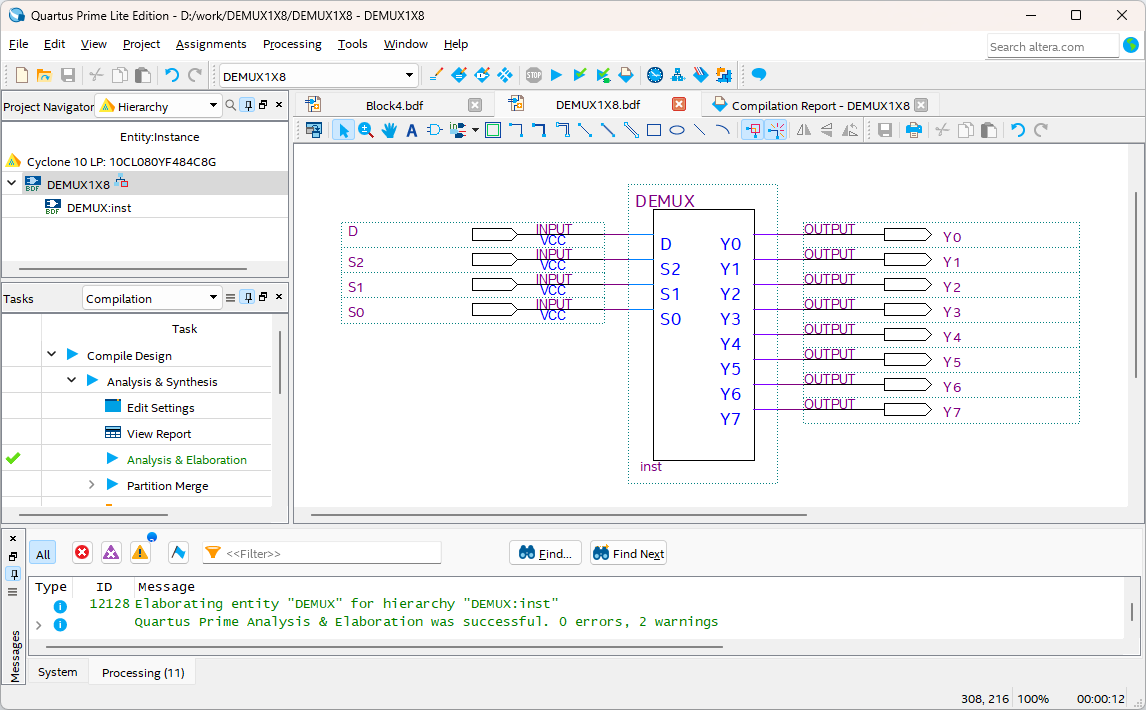 Quartus Prime Lite Edition - D:/work/DEMUX1X8/DEMUX1X8 - DEMUX1X8
File Edit View Project Assignments Processing Tools Window Help
Search altera.com
DEMUX1X8
STOP
Project Navigator Hierarchy
Entity:Instance
Cyclone 10 LP: 10CL080YF484C8G
BDF DEMUX1X8
BDF DEMUX:inst
Tasks Compilation
Task
Compile Design
Analysis & Synthesis
Edit Settings
View Report
Analysis & Elaboration
Partition Merge
Block4.bdf
DEMUX1X8.bdf
Compilation Report - DEMUX1X8
A
DEMUX
D INPUT
VCC
S2 INPUT
VCC
S1 INPUT
VCC
S0 INPUT
VCC
D Y0
S2 Y1
S1 Y2
S0 Y3
Y4
Y5
Y6
Y7
inst
OUTPUT Y0
OUTPUT Y1
OUTPUT Y2
OUTPUT Y3
OUTPUT Y4
OUTPUT Y5
OUTPUT Y6
OUTPUT Y7
All <<Filter>> Find... Find Next
Type ID Message
12128 Elaborating entity "DEMUX" for hierarchy "DEMUX:inst"
Quartus Prime Analysis & Elaboration was successful. 0 errors, 2 warnings
Messages
System Processing (11)
308, 216 100% 00:00:12